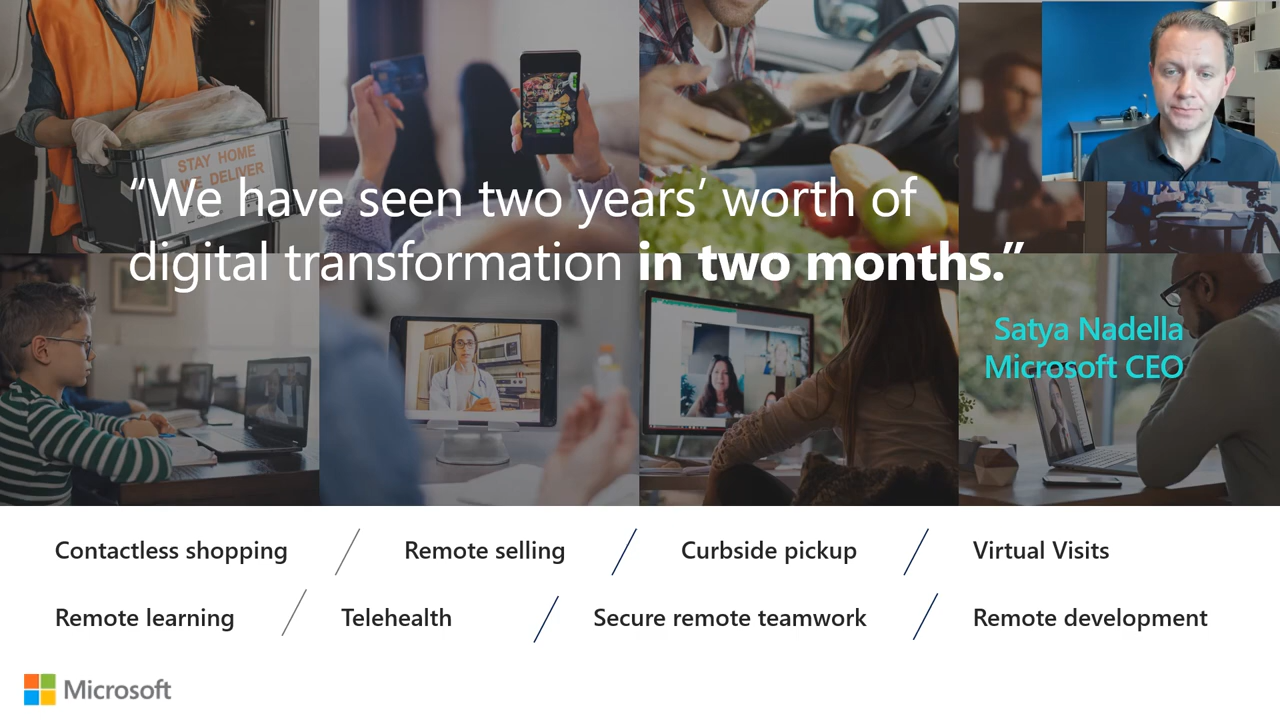 STAY HOME
WE DELIVER
“We have seen two years’ worth of
digital transformation in two months.”
Satya Nadella
Microsoft CEO
Contactless shopping / Remote selling / Curbside pickup / Virtual Visits
Remote learning / Telehealth / Secure remote teamwork / Remote development
Microsoft